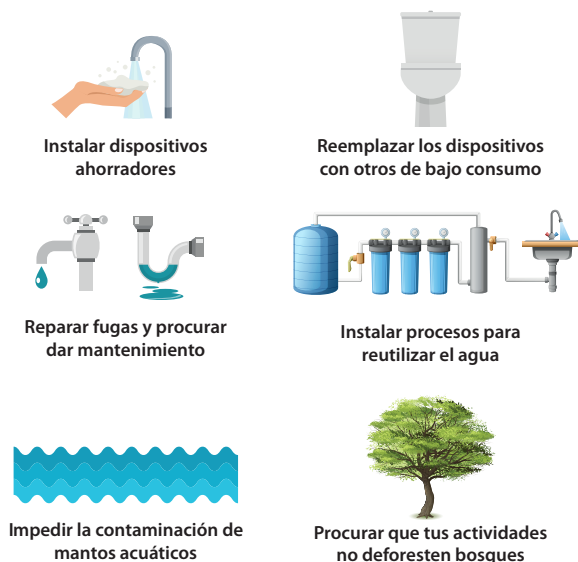 Instalar dispositivos
ahorradores
Reemplazar los dispositivos
con otros de bajo consumo
Reparar fugas y procurar
dar mantenimiento
Instalar procesos para
reutilizar el agua
Impedir la contaminación de
mantos acuáticos
Procurar que tus actividades
no deforesten bosques